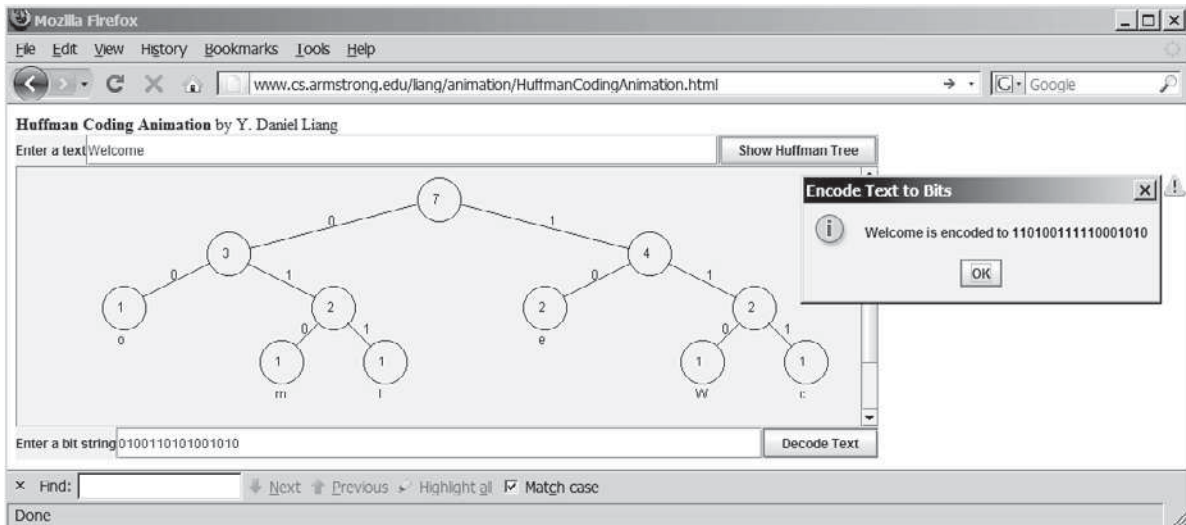 Mozilla Firefox
File Edit View History Bookmarks Tools Help
www.cs.armstrong.edu/liang/animation/HuffmanCodingAnimation.html
G Google
Huffman Coding Animation by Y. Daniel Liang
Enter a text Welcome Show Huffman Tree
Encode Text to Bits
Welcome is encoded to 110100111110001010
OK
7
0 1
3 4
0 1 0 1
1 2 2 2
o 0 1 e 0 1
1 1 1 1
m l W c
Enter a bit string 0100110101001010 Decode Text
× Find: Next Previous Highlight all Match case
Done